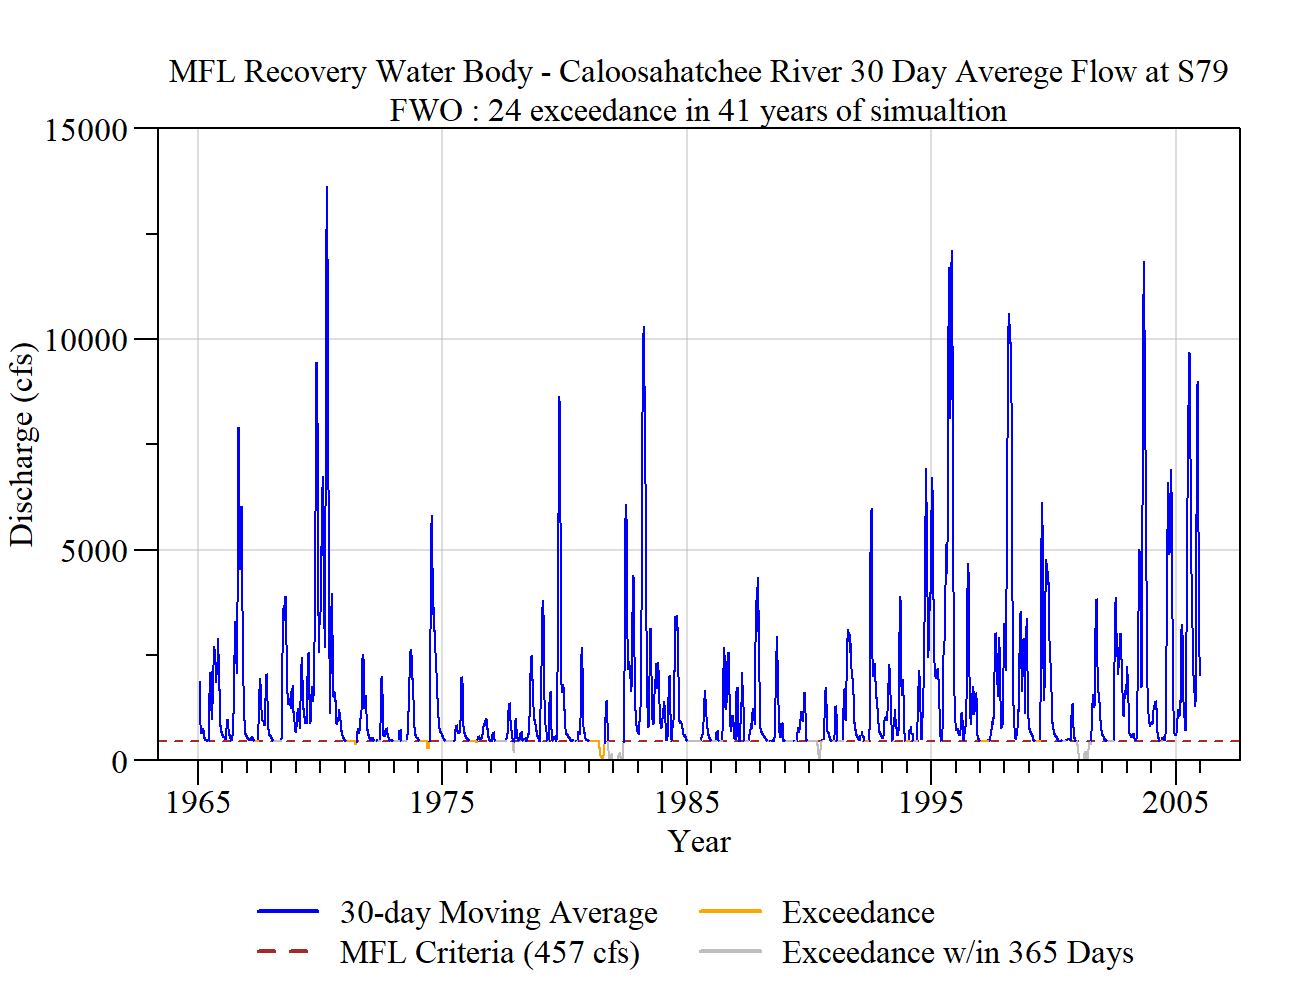 MFL Recovery Water Body - Caloosahatchee River 30 Day Averege Flow at S79
FWO : 24 exceedance in 41 years of simualtion
15000
10000
5000
0
Discharge (cfs)
1965 1975 1985 1995 2005
Year
30-day Moving Average
MFL Criteria (457 cfs)
Exceedance
Exceedance w/in 365 Days